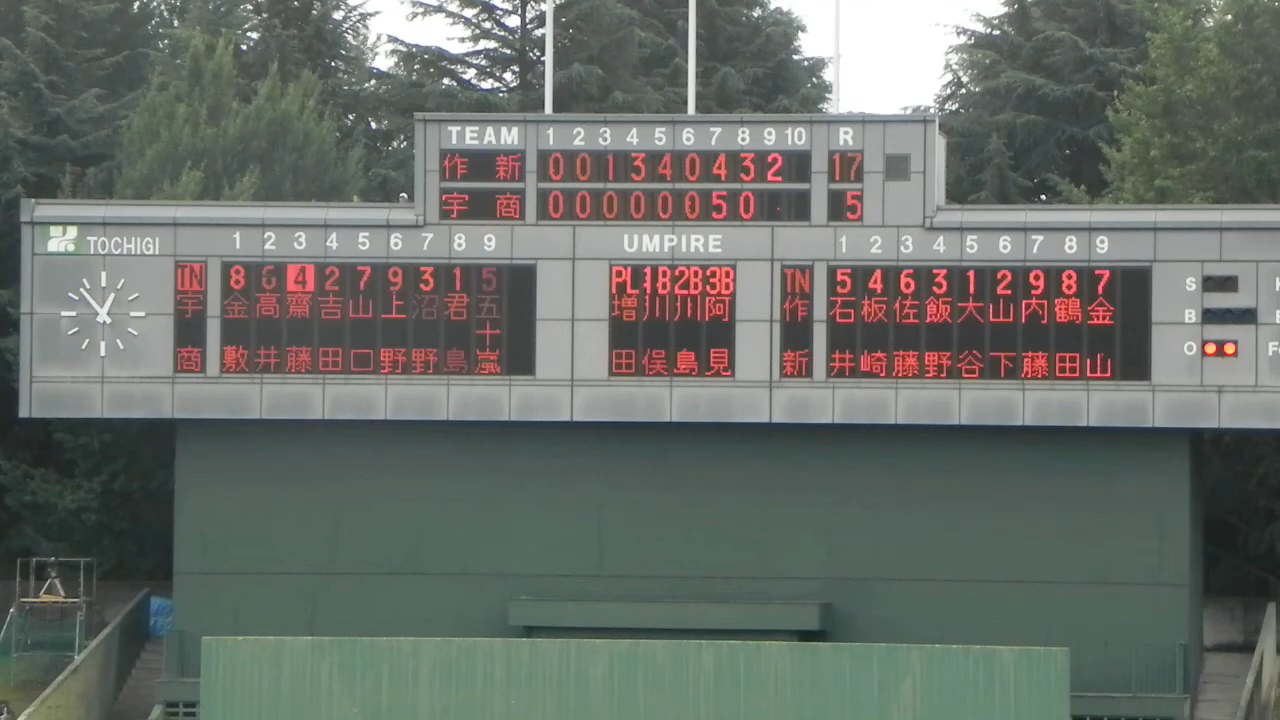 TEAM 1 2 3 4 5 6 7 8 9 10 R
作新 0 0 1 3 4 0 4 3 2 17
宇商 0 0 0 0 0 0 5 0 5
TOCHIGI 1 2 3 4 5 6 7 8 9 UMPIRE 1 2 3 4 5 6 7 8 9
TN 8 6 4 2 7 9 3 1 5 PL 1B 2B 3B TN 5 4 6 3 1 2 9 8 7
宇商 金敷 高井 齋藤 吉田 山口 上野 沼野 君島 五十嵐 増田 川俣 川島 阿見 作新 石井 板崎 佐藤 飯野 大谷 山下 内藤 鶴田 金山
S
B
O